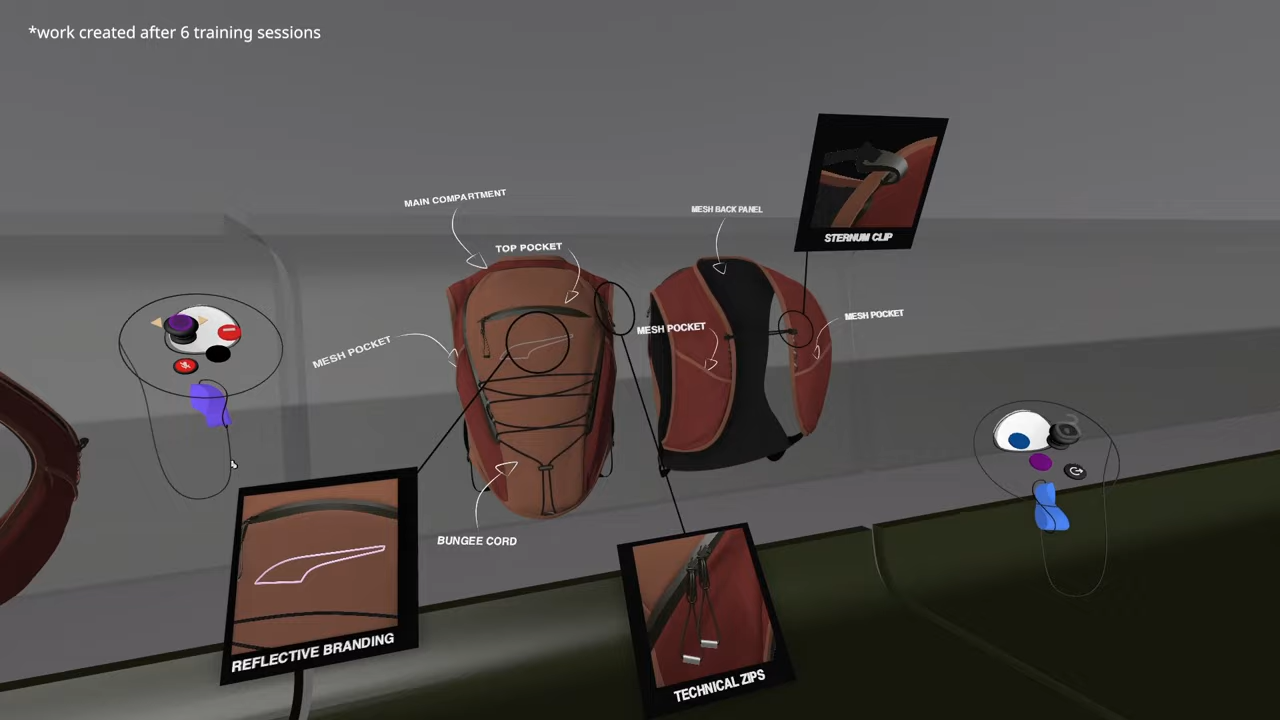 *work created after 6 training sessions
MAIN COMPARTMENT
TOP POCKET
MESH BACK PANEL
STERNUM CLIP
MESH POCKET
MESH POCKET
MESH POCKET
BUNGEE CORD
REFLECTIVE BRANDING
TECHNICAL ZIPS